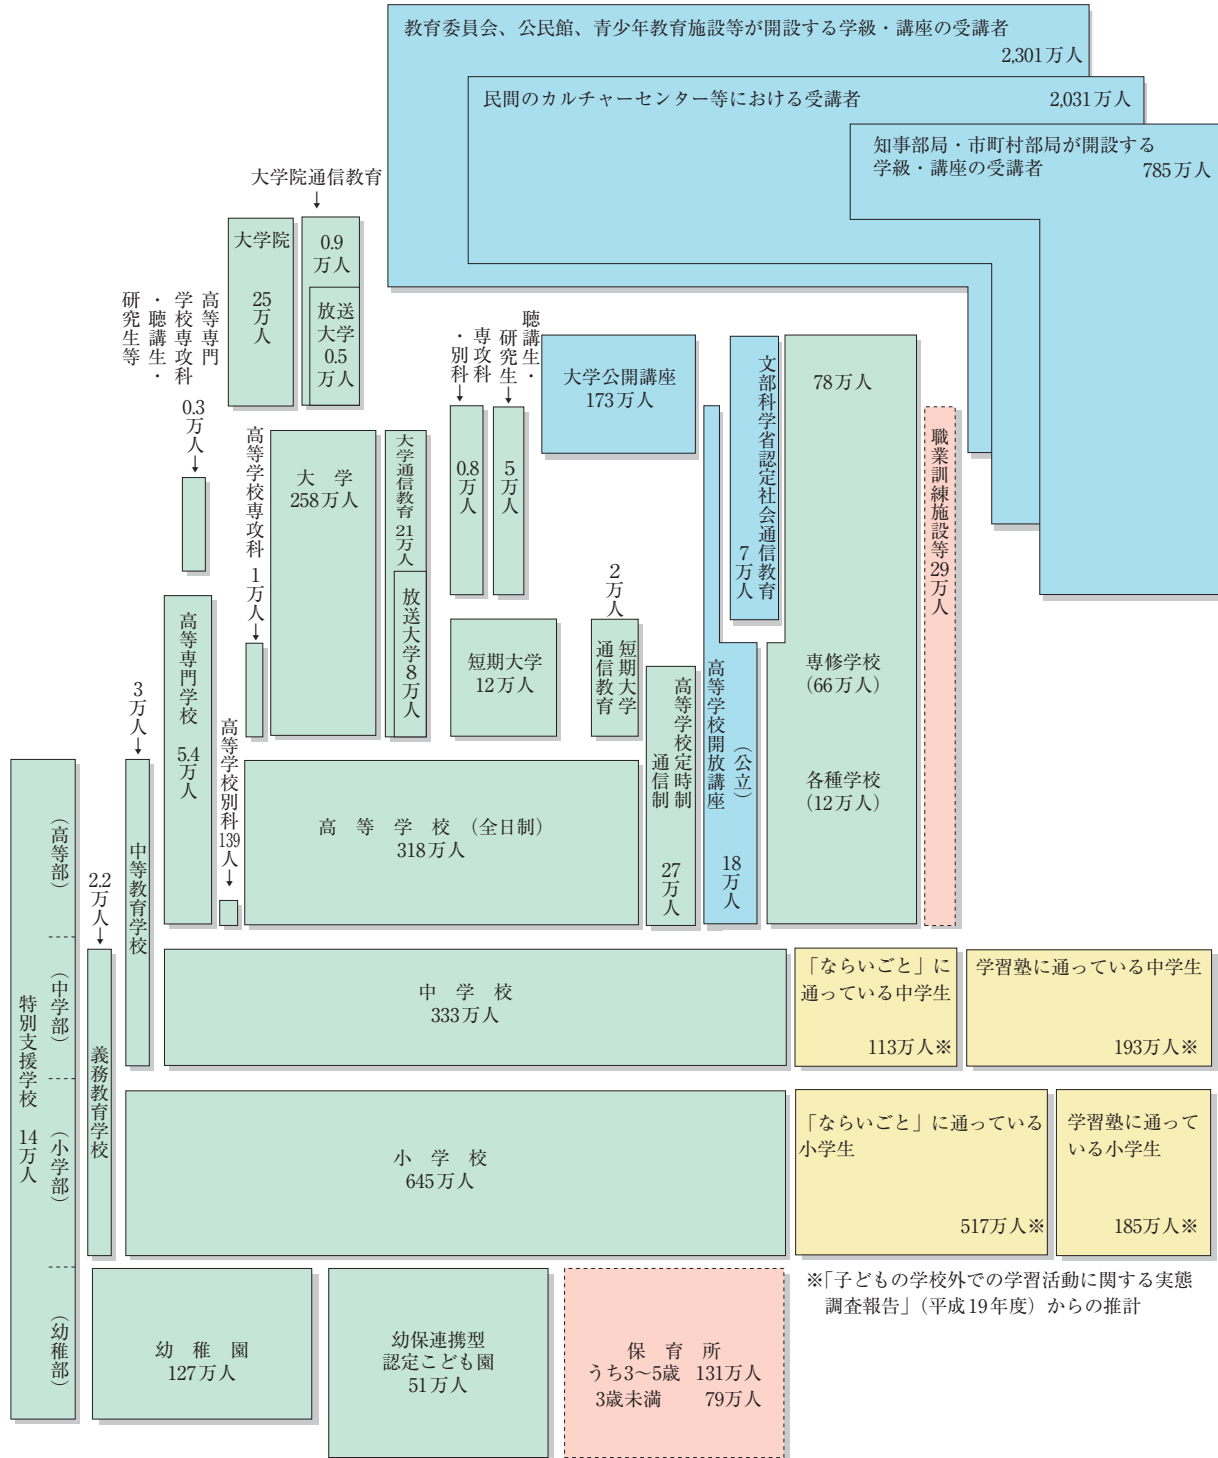 教育委員会、公民館、青少年教育施設等が開設する学級・講座の受講者
2,301万人
民間のカルチャーセンター等における受講者 2,031万人
知事部局・市町村部局が開設する
学級・講座の受講者 785万人
大学院通信教育
大学院
25
万人
0.9
万人
放送
大学
0.5
万人
高等専門
学校専攻科
・聴講生・
研究生等
0.3
万人
高等学校専攻科
1
万人
大学
258万人
大学通信教育
21
万人
放送大学
8
万人
専攻科
・別科
0.8
万人
聴講生・
研究生
5
万人
大学公開講座
173万人
文部科学省認定社会通信教育
7
万人
78万人
専修学校
(66万人)
各種学校
(12万人)
職業訓練施設等
29
万人
高等専門学校
5.4
万人
短期大学
12万人
2
万人
短期大学
通信教育
高等学校定時制
通信制
27
万人
高等学校開放講座
(公立)
18
万人
3
万人
中等教育学校
高等学校別科
139
人
高等学校(全日制)
318万人
2.2
万人
義務教育学校
特別支援学校
14
万人
(高等部)
(中学部)
(小学部)
(幼稚部)
中学校
333万人
「ならいごと」に
通っている中学生
113万人※
学習塾に通っている中学生
193万人※
小学校
645万人
「ならいごと」に通っている
小学生
517万人※
学習塾に通って
いる小学生
185万人※
幼稚園
127万人
幼保連携型
認定こども園
51万人
保育所
うち3〜5歳 131万人
3歳未満 79万人
※「子どもの学校外での学習活動に関する実態
調査報告」(平成19年度)からの推計